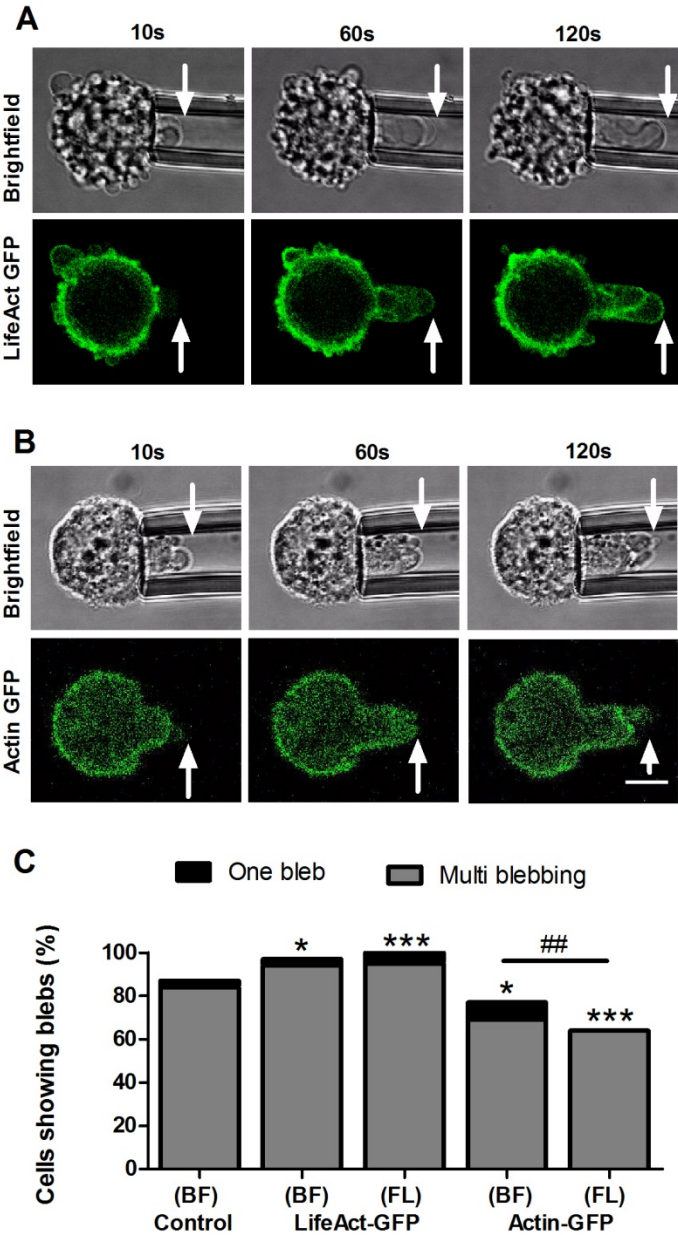 A
10s 60s 120s
Brightfield
LifeAct GFP
B
10s 60s 120s
Brightfield
Actin GFP
C
One bleb Multi blebbing
Cells showing blebs (%)
100
80
60
40
20
0
* *** ## * ***
(BF) (BF) (FL) (BF) (FL)
Control LifeAct-GFP Actin-GFP